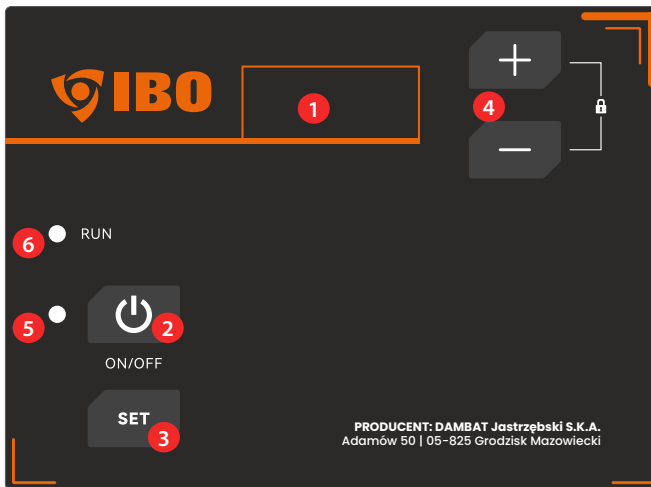 IBO
1
4
6 RUN
5
2
ON/OFF
SET
3
PRODUCENT: DAMBAT Jastrzębski S.K.A.
Adamów 50 | 05-825 Grodzisk Mazowiecki